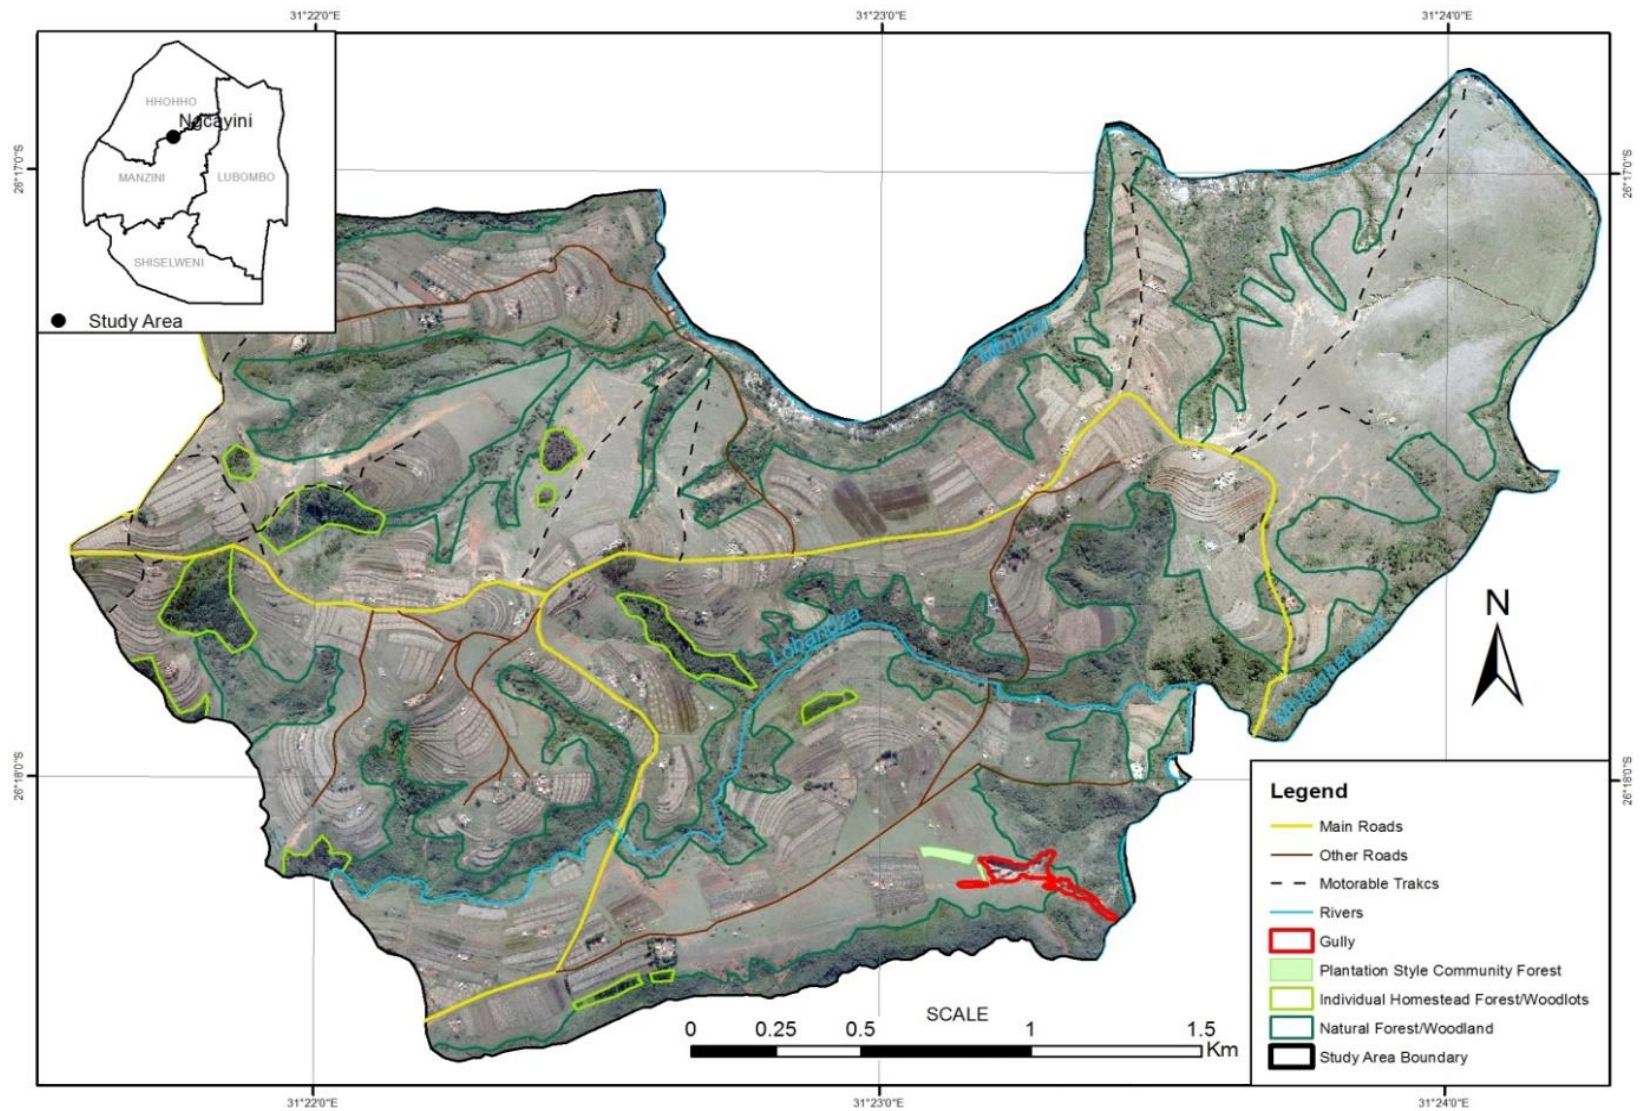 31°22'0"E
31°23'0"E
31°24'0"E
HHOHHO
Ngcayini
MANZINI
LUBOMBO
SHISELWENI
Study Area
26°17'0"S
26°17'0"S
Lobandza
N
26°18'0"S
26°18'0"S
Legend
Main Roads
Other Roads
Motorable Trakcs
Rivers
Gully
Plantation Style Community Forest
Individual Homestead Forest/Woodlots
Natural Forest/Woodland
Study Area Boundary
SCALE
0 0.25 0.5 1 1.5
Km
31°22'0"E
31°23'0"E
31°24'0"E